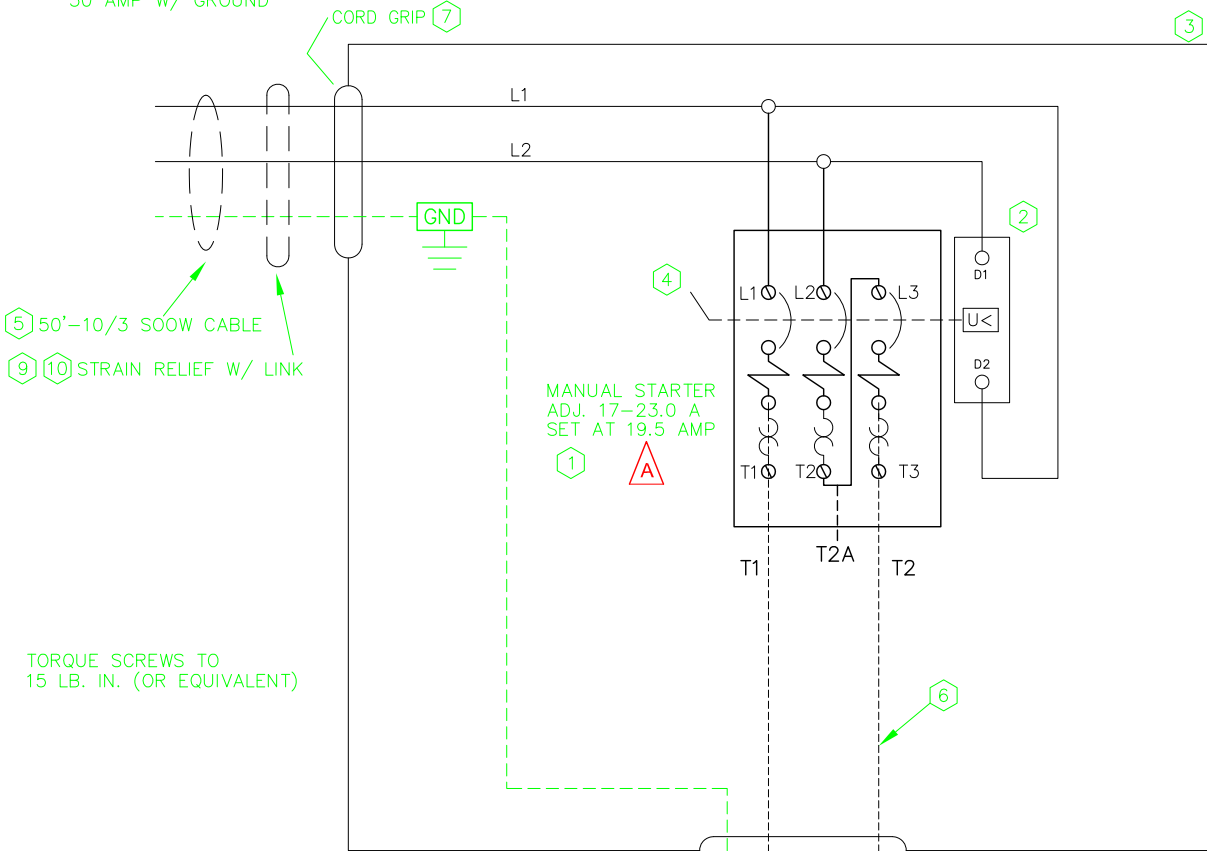 30 AMP W/ GROUND
CORD GRIP 7
3
L1
L2
GND
2
D1
4
L1 L2 L3
U<
5 50'-10/3 SOOW CABLE
D2
9 10 STRAIN RELIEF W/ LINK
MANUAL STARTER
ADJ. 17-23.0 A
SET AT 19.5 AMP
1
A
T1 T2 T3
T1 T2A T2
TORQUE SCREWS TO
15 LB. IN. (OR EQUIVALENT)
6